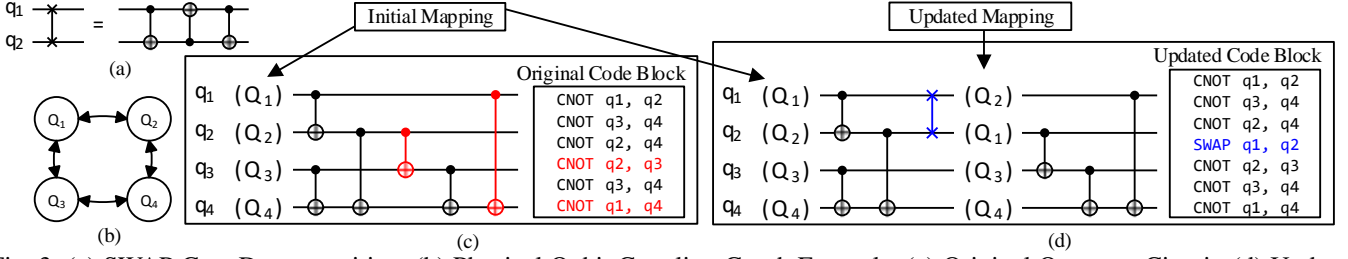 q1
q2
=
(a)
Q1
Q2
Q3
Q4
(b)
Initial Mapping
Original Code Block
q1 (Q1)
q2 (Q2)
q3 (Q3)
q4 (Q4)
CNOT q1, q2
CNOT q3, q4
CNOT q2, q4
CNOT q2, q3
CNOT q3, q4
CNOT q1, q4
(c)
Updated Mapping
Updated Code Block
q1 (Q1) (Q2)
q2 (Q2) (Q1)
q3 (Q3) (Q3)
q4 (Q4) (Q4)
CNOT q1, q2
CNOT q3, q4
CNOT q2, q4
SWAP q1, q2
CNOT q2, q3
CNOT q3, q4
CNOT q1, q4
(d)